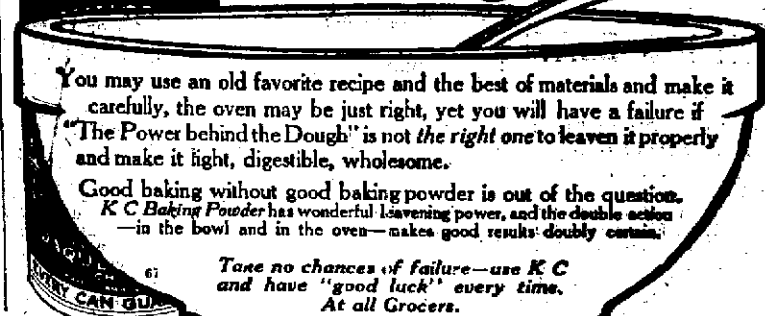 You may use an old favorite recipe and the best of materials and make it
carefully, the oven may be just right, yet you will have a failure if
"The Power behind the Dough" is not the right one to leaven it properly
and make it light, digestible, wholesome.
Good baking without good baking powder is out of the question.
K C Baking Powder has wonderful leavening power, and the double action
—in the bowl and in the oven—makes good results doubly certain.
Take no chances of failure—use K C
and have "good luck" every time.
At all Grocers.
67
CAN